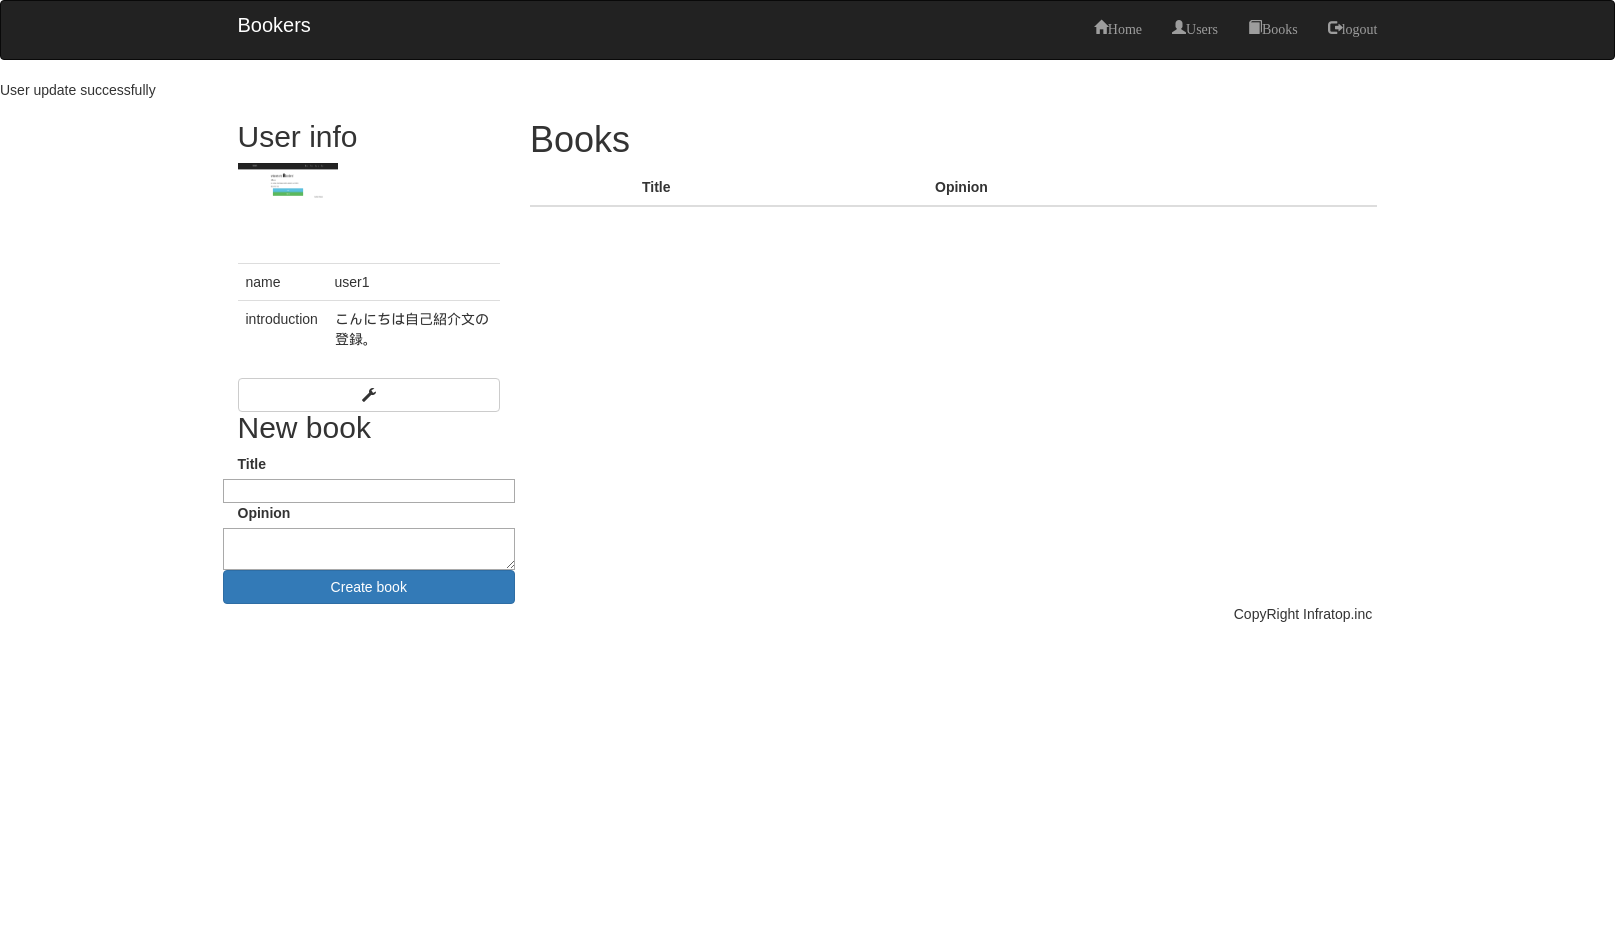 Bookers
Home Users Books logout
User update successfully
User info
Books
Title Opinion
name user1
introduction こんにちは自己紹介文の
登録。
New book
Title
Opinion
Create book
CopyRight Infratop.inc